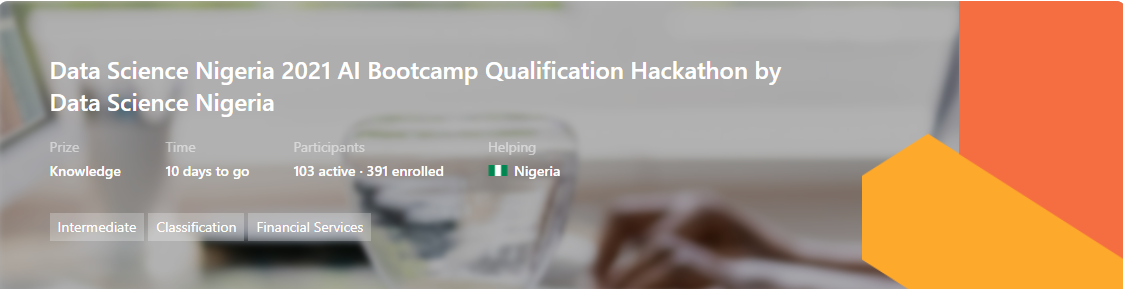 Data Science Nigeria 2021 AI Bootcamp Qualification Hackathon by
Data Science Nigeria
Prize Time Participants Helping
Knowledge 10 days to go 103 active · 391 enrolled Nigeria
Intermediate Classification Financial Services